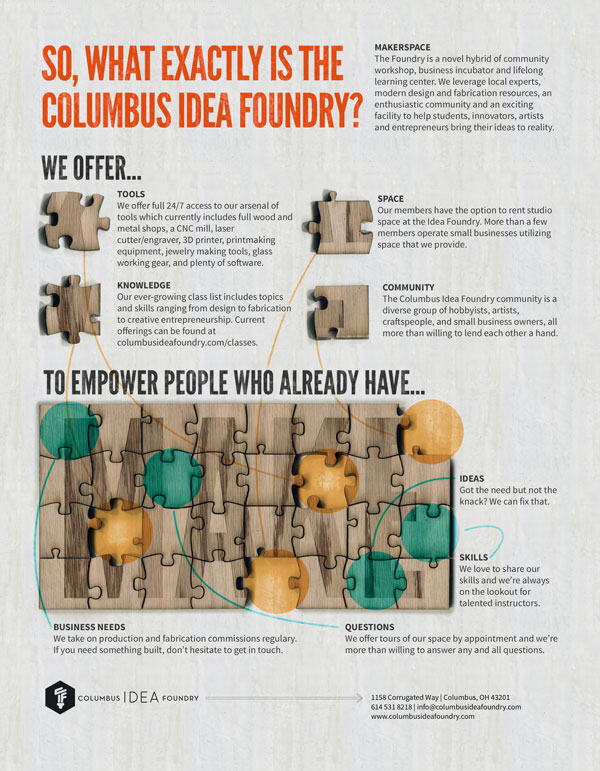 SO, WHAT EXACTLY IS THE
COLUMBUS IDEA FOUNDRY?
MAKERSPACE
The Foundry is a novel hybrid of community
workshop, business incubator and lifelong
learning center. We leverage local experts,
modern design and fabrication resources, an
enthusiastic community and an exciting
facility to help students, innovators, artists
and entrepreneurs bring their ideas to reality.
WE OFFER...
TOOLS
We offer full 24/7 access to our arsenal of
tools which currently includes full wood and
metal shops, a CNC mill, laser
cutter/engraver, 3D printer, printmaking
equipment, jewelry making tools, glass
working gear, and plenty of software.
SPACE
Our members have the option to rent studio
space at the Idea Foundry. More than a few
members operate small businesses utilizing
space that we provide.
KNOWLEDGE
Our ever-growing class list includes topics
and skills ranging from design to fabrication
to creative entrepreneurship. Current
offerings can be found at
columbusideafoundry.com/classes.
COMMUNITY
The Columbus Idea Foundry community is a
diverse group of hobbyists, artists,
craftspeople, and small business owners, all
more than willing to lend each other a hand.
TO EMPOWER PEOPLE WHO ALREADY HAVE...
IDEAS
Got the need but not the
knack? We can fix that.
SKILLS
We love to share our
skills and we're always
on the lookout for
talented instructors.
BUSINESS NEEDS
We take on production and fabrication commissions regulary.
If you need something built, don't hesitate to get in touch.
QUESTIONS
We offer tours of our space by appointment and we're
more than willing to answer any and all questions.
COLUMBUS IDEA FOUNDRY
1158 Corrugated Way | Columbus, OH 43201
614 531 8218 | info@columbusideafoundry.com
www.columbusideafoundry.com